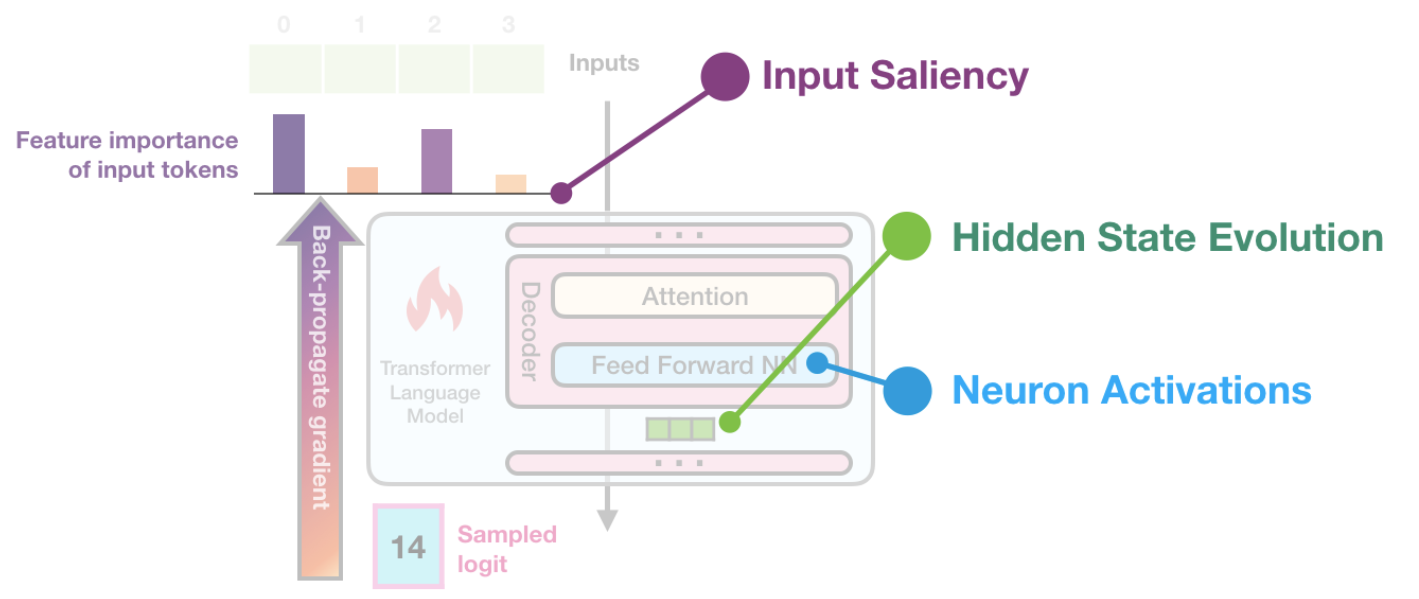 0 1 2 3
Inputs
Input Saliency
Feature importance
of input tokens
Back-propagate gradient
. . .
Hidden State Evolution
Decoder
Attention
Feed Forward NN
Transformer
Language
Model
Neuron Activations
. . .
14
Sampled
logit